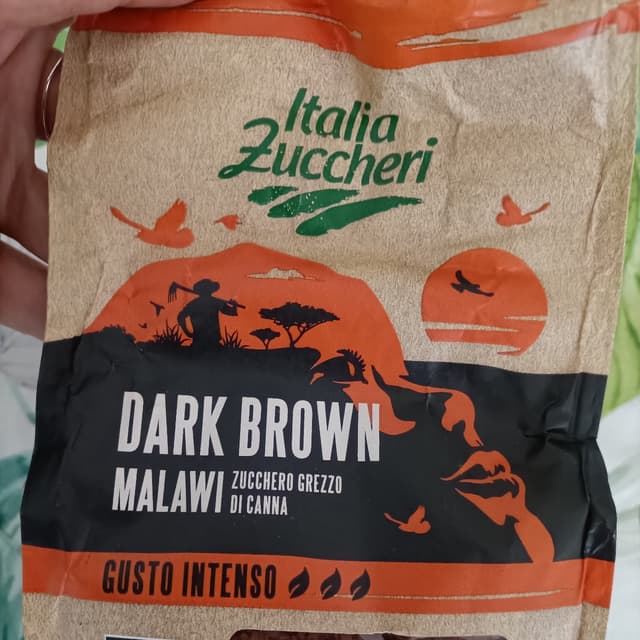 Italia
Zuccheri
DARK BROWN
MALAWI ZUCCHERO GREZZO
DI CANNA
GUSTO INTENSO